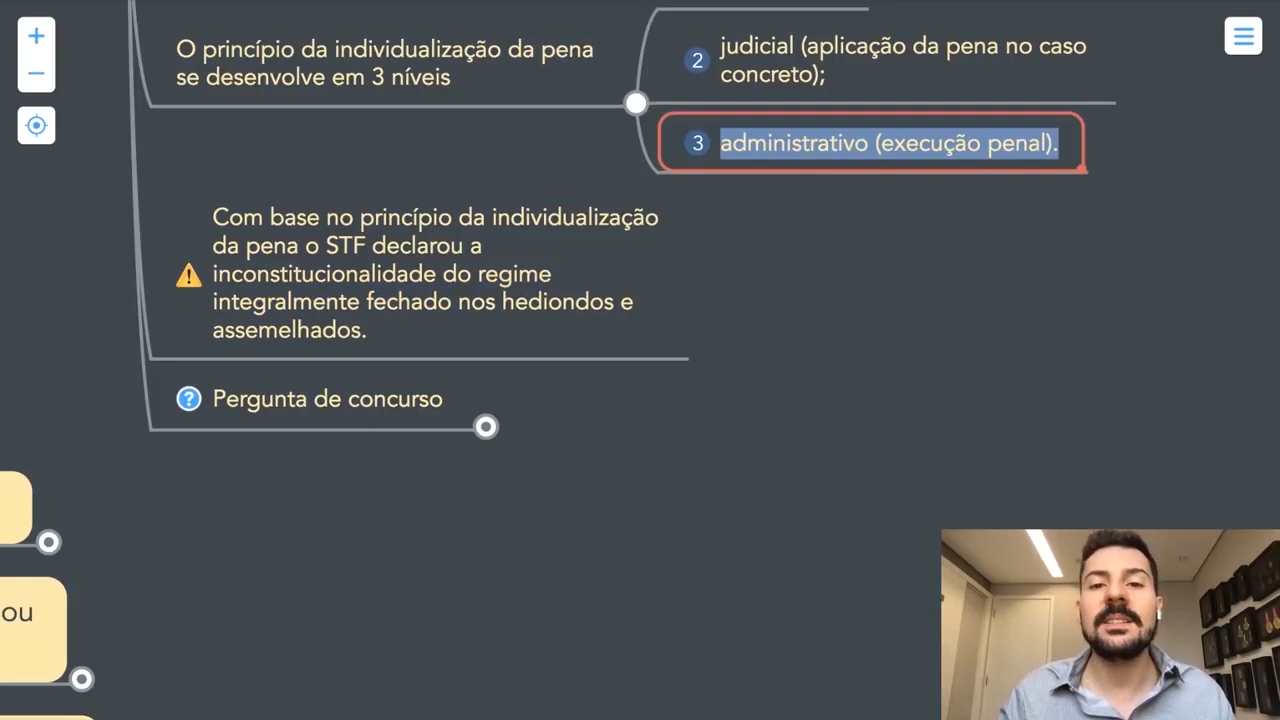 O princípio da individualização da pena
se desenvolve em 3 níveis
2 judicial (aplicação da pena no caso
concreto);
3 administrativo (execução penal).
Com base no princípio da individualização
da pena o STF declarou a
inconstitucionalidade do regime
integralmente fechado nos hediondos e
assemelhados.
? Pergunta de concurso
ou